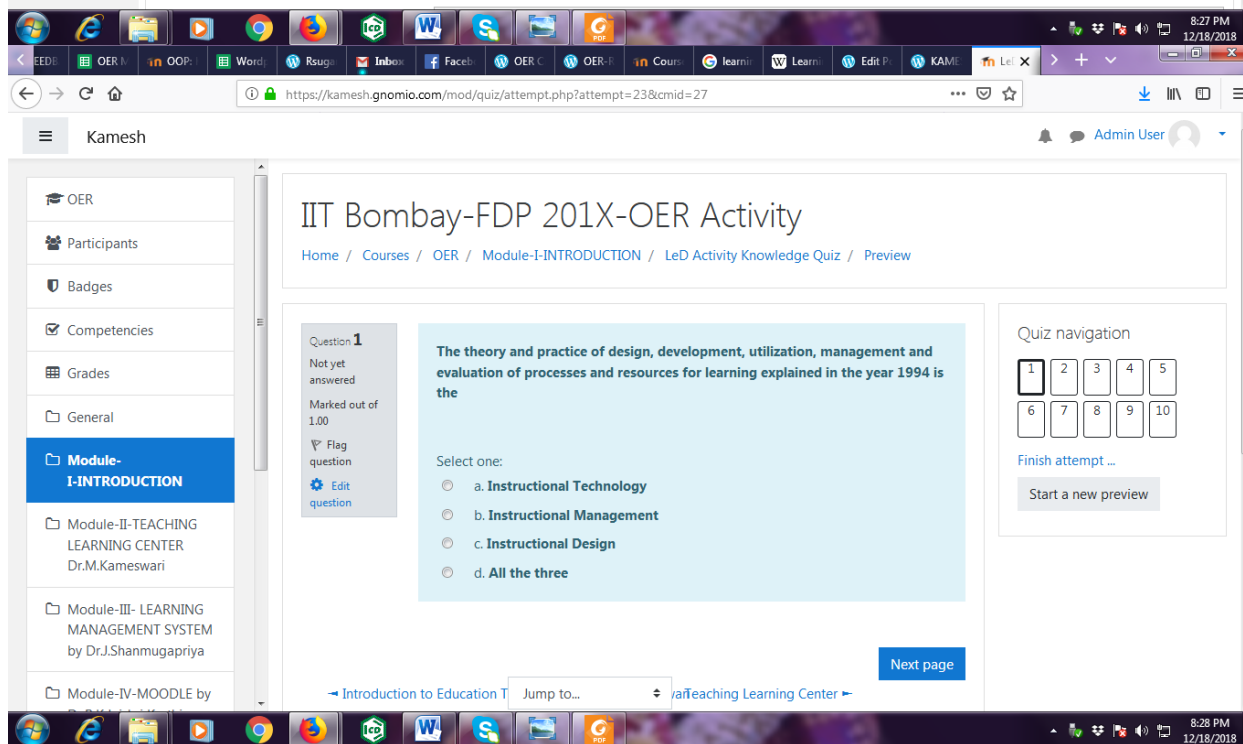 8:27 PM
12/18/2018
EEDB
OER M
OOP: I
Word
Rsuga
Inbox
Faceb
OER C
OER-R
Cours
learnin
Learni
Edit P
KAME
LeI
https://kamesh.gnomio.com/mod/quiz/attempt.php?attempt=23&cmid=27
Kamesh
Admin User
OER
Participants
Badges
Competencies
Grades
General
Module-
I-INTRODUCTION
Module-II-TEACHING
LEARNING CENTER
Dr.M.Kameswari
Module-III- LEARNING
MANAGEMENT SYSTEM
by Dr.J.Shanmugapriya
Module-IV-MOODLE by
IIT Bombay-FDP 201X-OER Activity
Home / Courses / OER / Module-I-INTRODUCTION / LeD Activity Knowledge Quiz / Preview
Question 1
Not yet
answered
Marked out of
1.00
Flag
question
Edit
question
The theory and practice of design, development, utilization, management and
evaluation of processes and resources for learning explained in the year 1994 is
the
Select one:
a. Instructional Technology
b. Instructional Management
c. Instructional Design
d. All the three
Next page
◄ Introduction to Education T
Jump to...
Teaching Learning Center ►
Quiz navigation
1 2 3 4 5
6 7 8 9 10
Finish attempt ...
Start a new preview
8:28 PM
12/18/2018